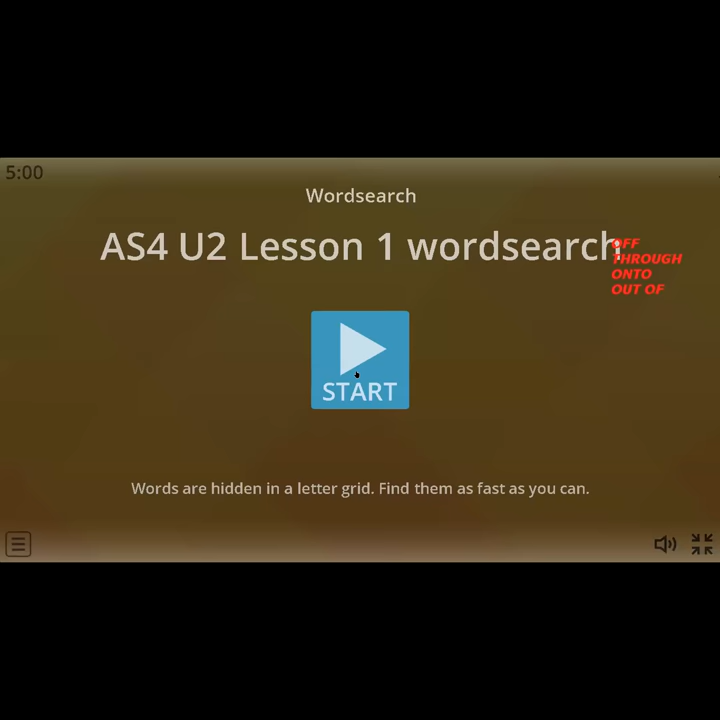 5:00
Wordsearch
AS4 U2 Lesson 1 wordsearch
OFF
THROUGH
ONTO
OUT OF
START
Words are hidden in a letter grid. Find them as fast as you can.